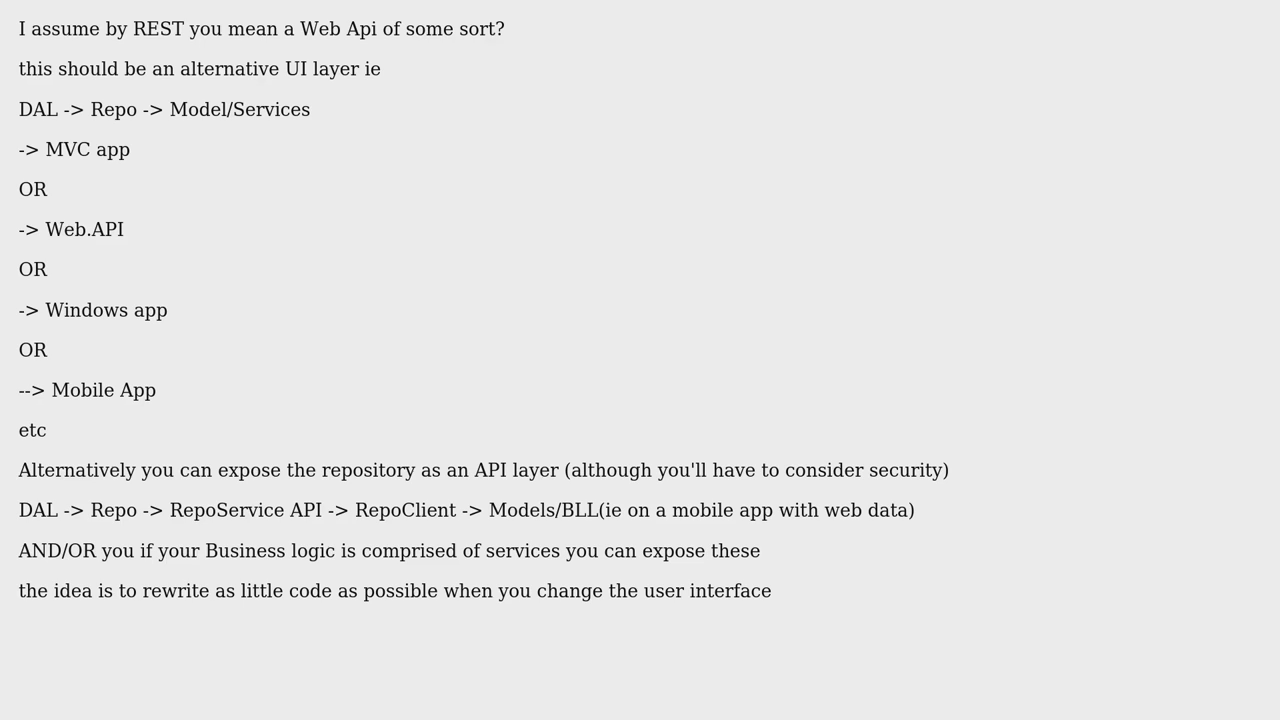 I assume by REST you mean a Web Api of some sort?
this should be an alternative UI layer ie
DAL -> Repo -> Model/Services
-> MVC app
OR
-> Web.API
OR
-> Windows app
OR
--> Mobile App
etc
Alternatively you can expose the repository as an API layer (although you'll have to consider security)
DAL -> Repo -> RepoService API -> RepoClient -> Models/BLL(ie on a mobile app with web data)
AND/OR you if your Business logic is comprised of services you can expose these
the idea is to rewrite as little code as possible when you change the user interface